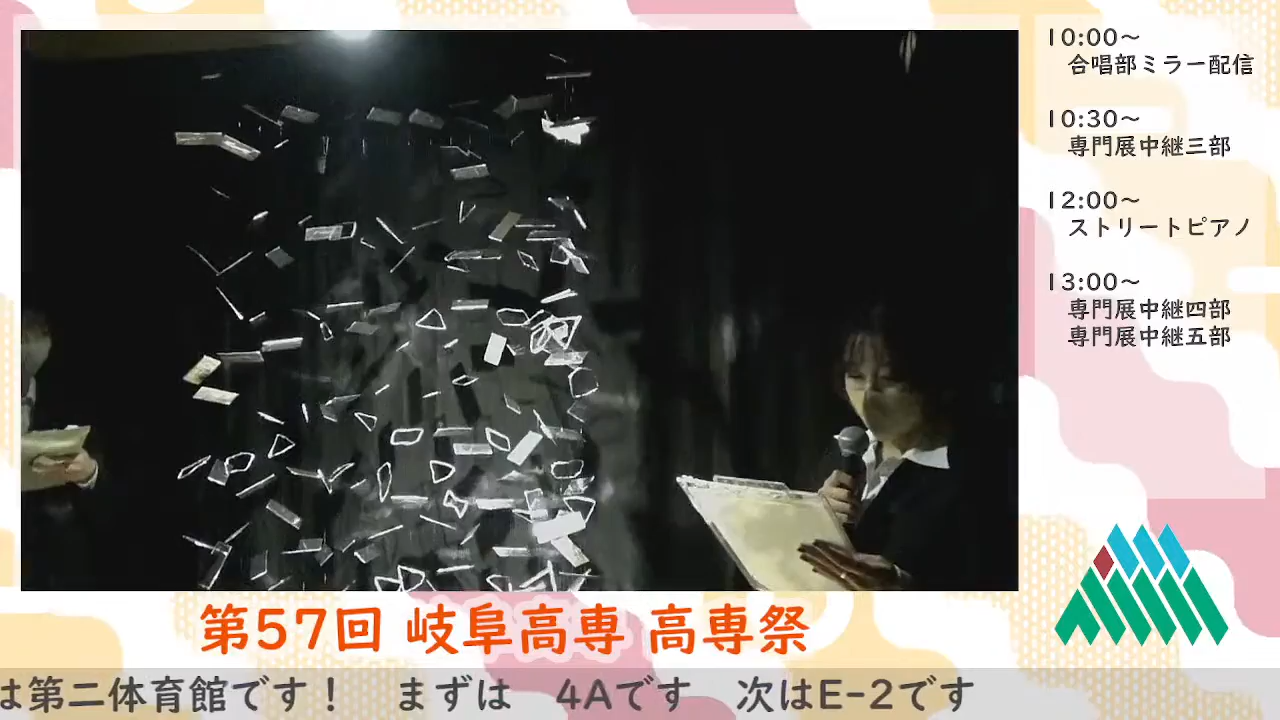 10:00～
合唱部ミラー配信
10:30～
専門展中継三部
12:00～
ストリートピアノ
13:00～
専門展中継四部
専門展中継五部
第57回 岐阜高専 高専祭
は第二体育館です！　まずは　4Aです　次はE-2です